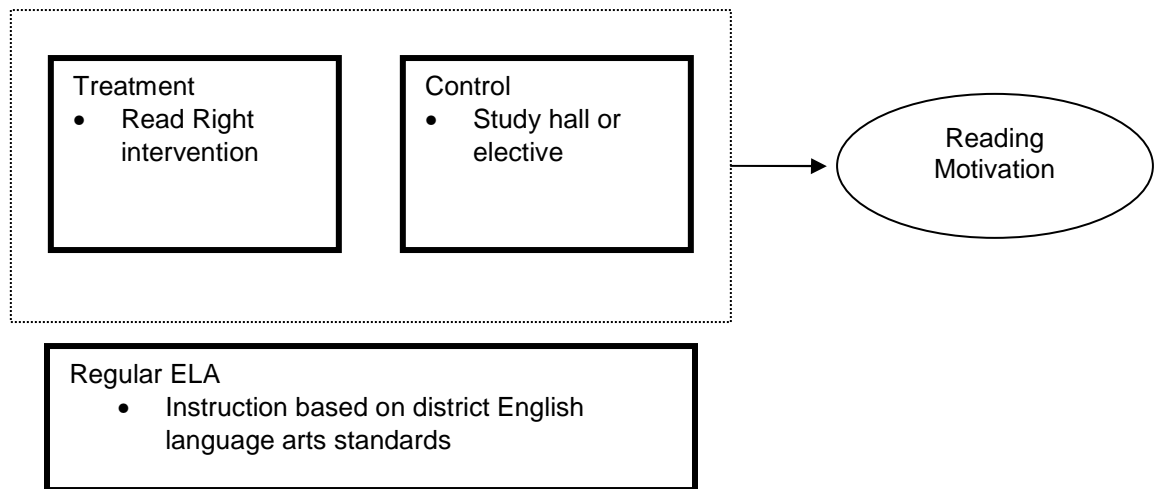 Treatment
• Read Right
intervention
Control
• Study hall or
elective
Reading
Motivation
Regular ELA
• Instruction based on district English
language arts standards